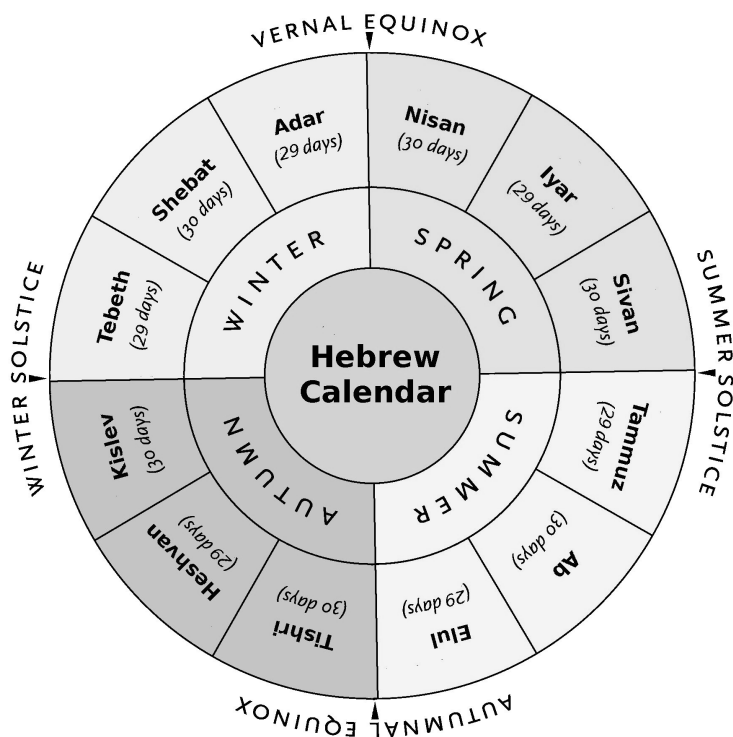 VERNAL EQUINOX
Nisan
(30 days)
Iyar
(29 days)
Sivan
(30 days)
SUMMER SOLSTICE
Tammuz
(29 days)
Ab
(30 days)
Elul
(29 days)
AUTUMNAL EQUINOX
Tishri
(30 days)
Heshvan
(29 days)
Kislev
(30 days)
WINTER SOLSTICE
Tebeth
(29 days)
Shebat
(30 days)
Adar
(29 days)
SPRING
SUMMER
AUTUMN
WINTER
Hebrew
Calendar